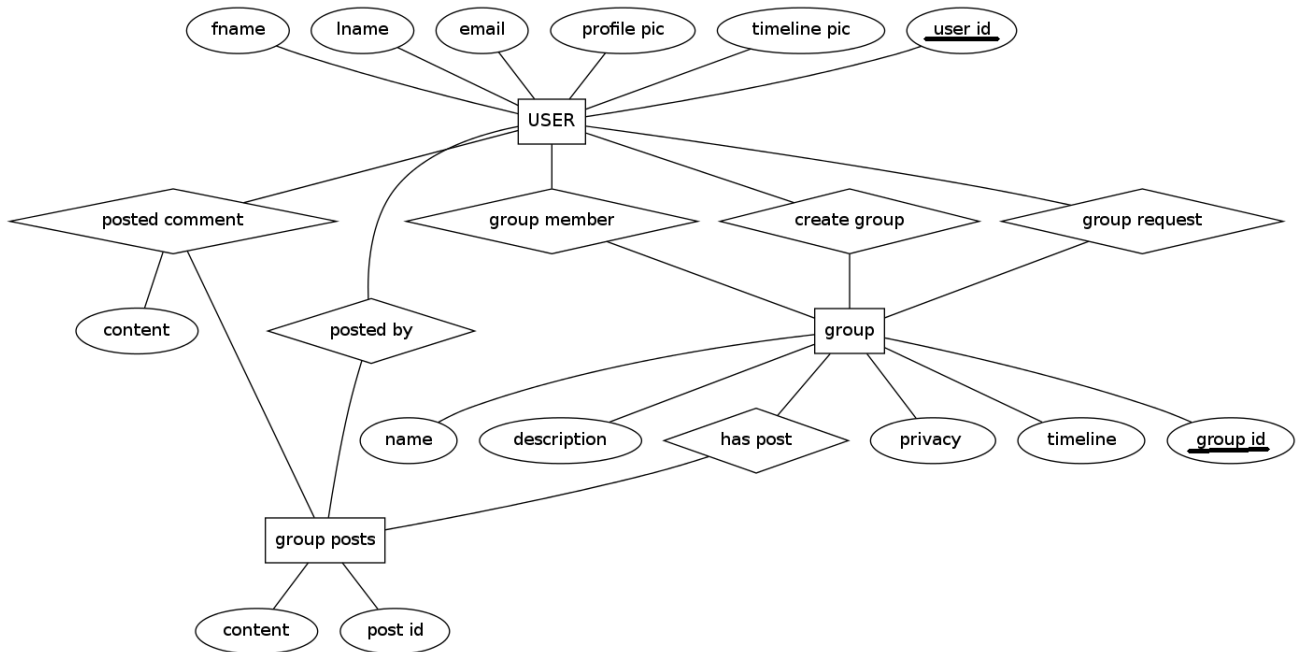 fname
lname
email
profile pic
timeline pic
user id
USER
posted comment
group member
create group
group request
content
posted by
group
name
description
has post
privacy
timeline
group id
group posts
content
post id